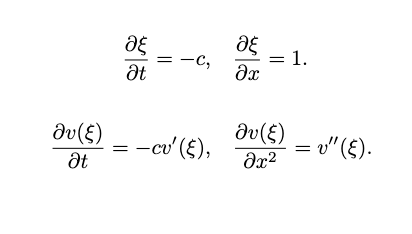 ∂ξ/∂t = −c, ∂ξ/∂x = 1.
∂v(ξ)/∂t = −cv′(ξ), ∂v(ξ)/∂x² = v″(ξ).